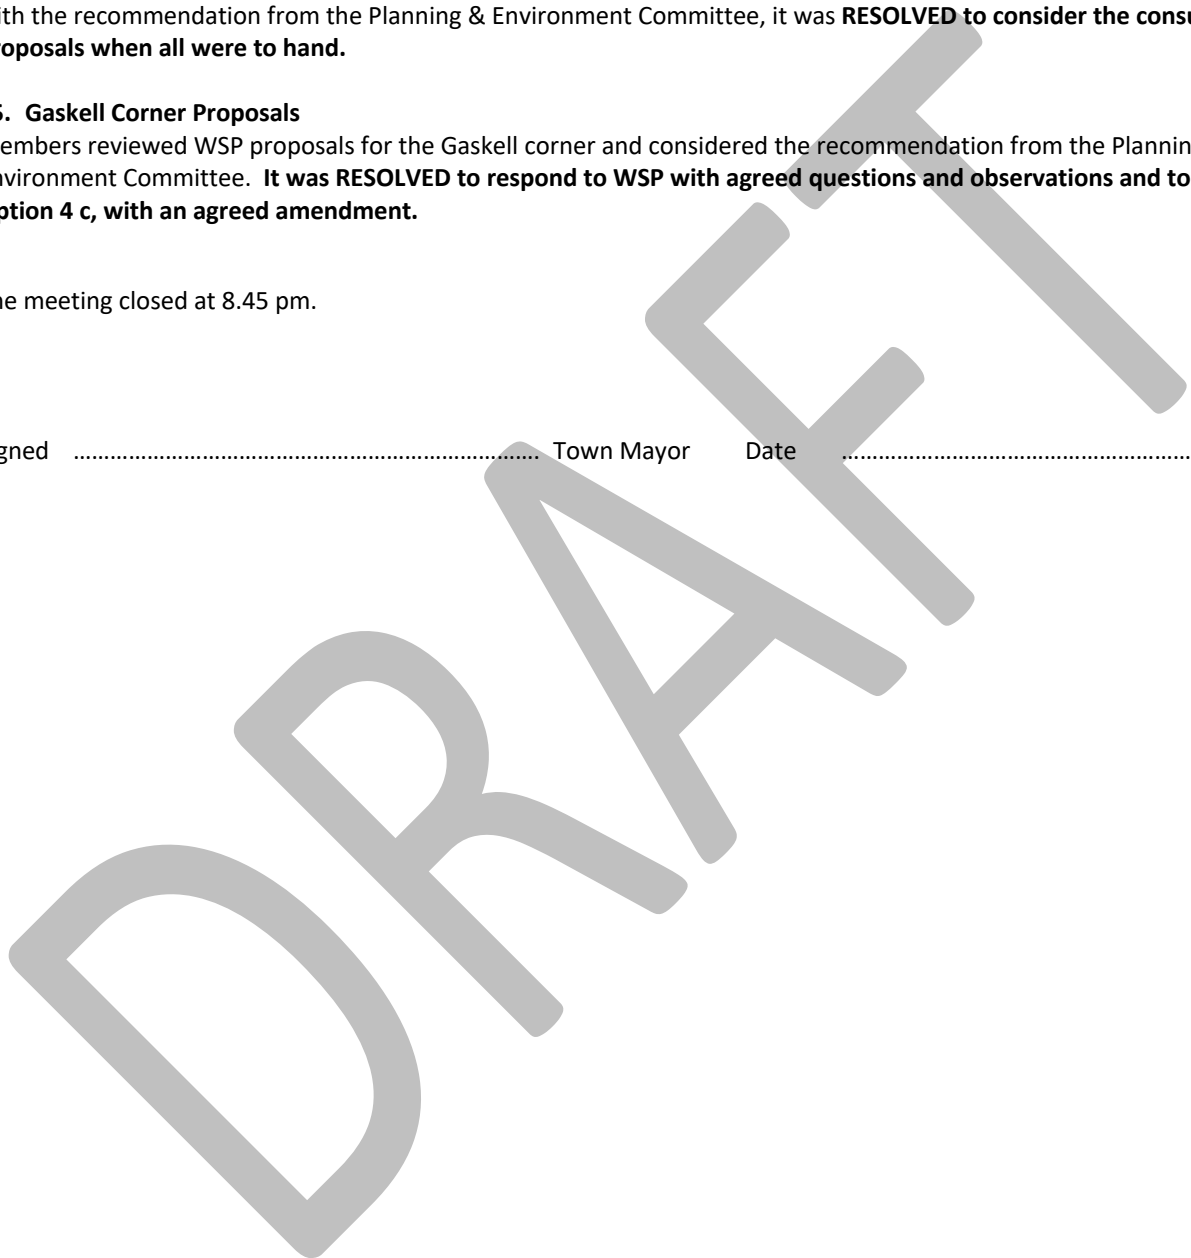 ith the recommendation from the Planning & Environment Committee, it was RESOLVED to consider the consu
roposals when all were to hand.
5. Gaskell Corner Proposals
embers reviewed WSP proposals for the Gaskell corner and considered the recommendation from the Plannin
nvironment Committee. It was RESOLVED to respond to WSP with agreed questions and observations and to
ption 4 c, with an agreed amendment.
he meeting closed at 8.45 pm.
gned ........................................................................ Town Mayor Date ......................................................
DRAFT